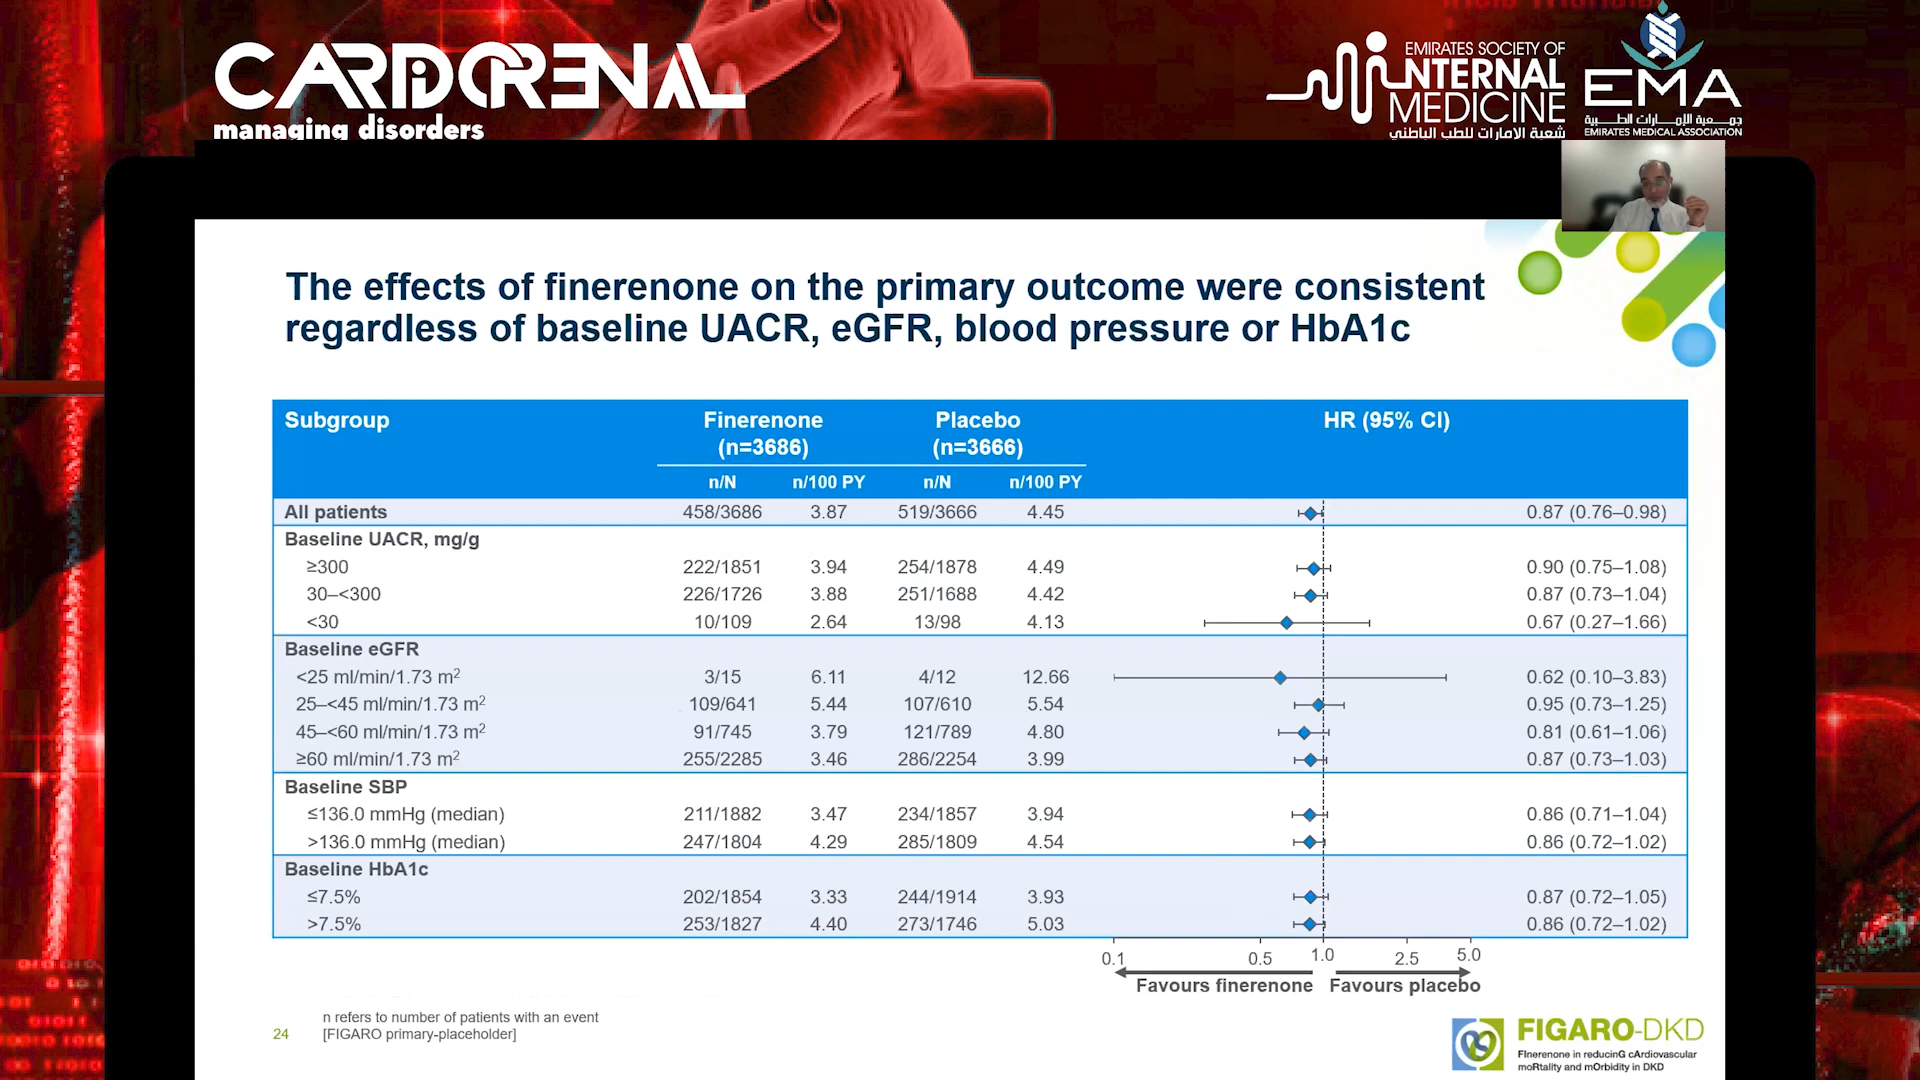 CARDIORENAL
managing disorders
EMIRATES SOCIETY OF
INTERNAL
MEDICINE
شعبة الإمارات للطب الباطني
EMA
جمعية الإمارات الطبية
EMIRATES MEDICAL ASSOCIATION
The effects of finerenone on the primary outcome were consistent
regardless of baseline UACR, eGFR, blood pressure or HbA1c
Subgroup Finerenone Placebo HR (95% CI)
(n=3686) (n=3666)
n/N n/100 PY n/N n/100 PY
All patients 458/3686 3.87 519/3666 4.45 0.87 (0.76–0.98)
Baseline UACR, mg/g
≥300 222/1851 3.94 254/1878 4.49 0.90 (0.75–1.08)
30–<300 226/1726 3.88 251/1688 4.42 0.87 (0.73–1.04)
<30 10/109 2.64 13/98 4.13 0.67 (0.27–1.66)
Baseline eGFR
<25 ml/min/1.73 m² 3/15 6.11 4/12 12.66 0.62 (0.10–3.83)
25–<45 ml/min/1.73 m² 109/641 5.44 107/610 5.54 0.95 (0.73–1.25)
45–<60 ml/min/1.73 m² 91/745 3.79 121/789 4.80 0.81 (0.61–1.06)
≥60 ml/min/1.73 m² 255/2285 3.46 286/2254 3.99 0.87 (0.73–1.03)
Baseline SBP
≤136.0 mmHg (median) 211/1882 3.47 234/1857 3.94 0.86 (0.71–1.04)
>136.0 mmHg (median) 247/1804 4.29 285/1809 4.54 0.86 (0.72–1.02)
Baseline HbA1c
≤7.5% 202/1854 3.33 244/1914 3.93 0.87 (0.72–1.05)
>7.5% 253/1827 4.40 273/1746 5.03 0.86 (0.72–1.02)
0.1 0.5 1.0 2.5 5.0
Favours finerenone Favours placebo
n refers to number of patients with an event
24 [FIGARO primary-placeholder]
FIGARO-DKD
FInerenone in reducinG cArdiovascular
moRtality and mOrbidity in DKD